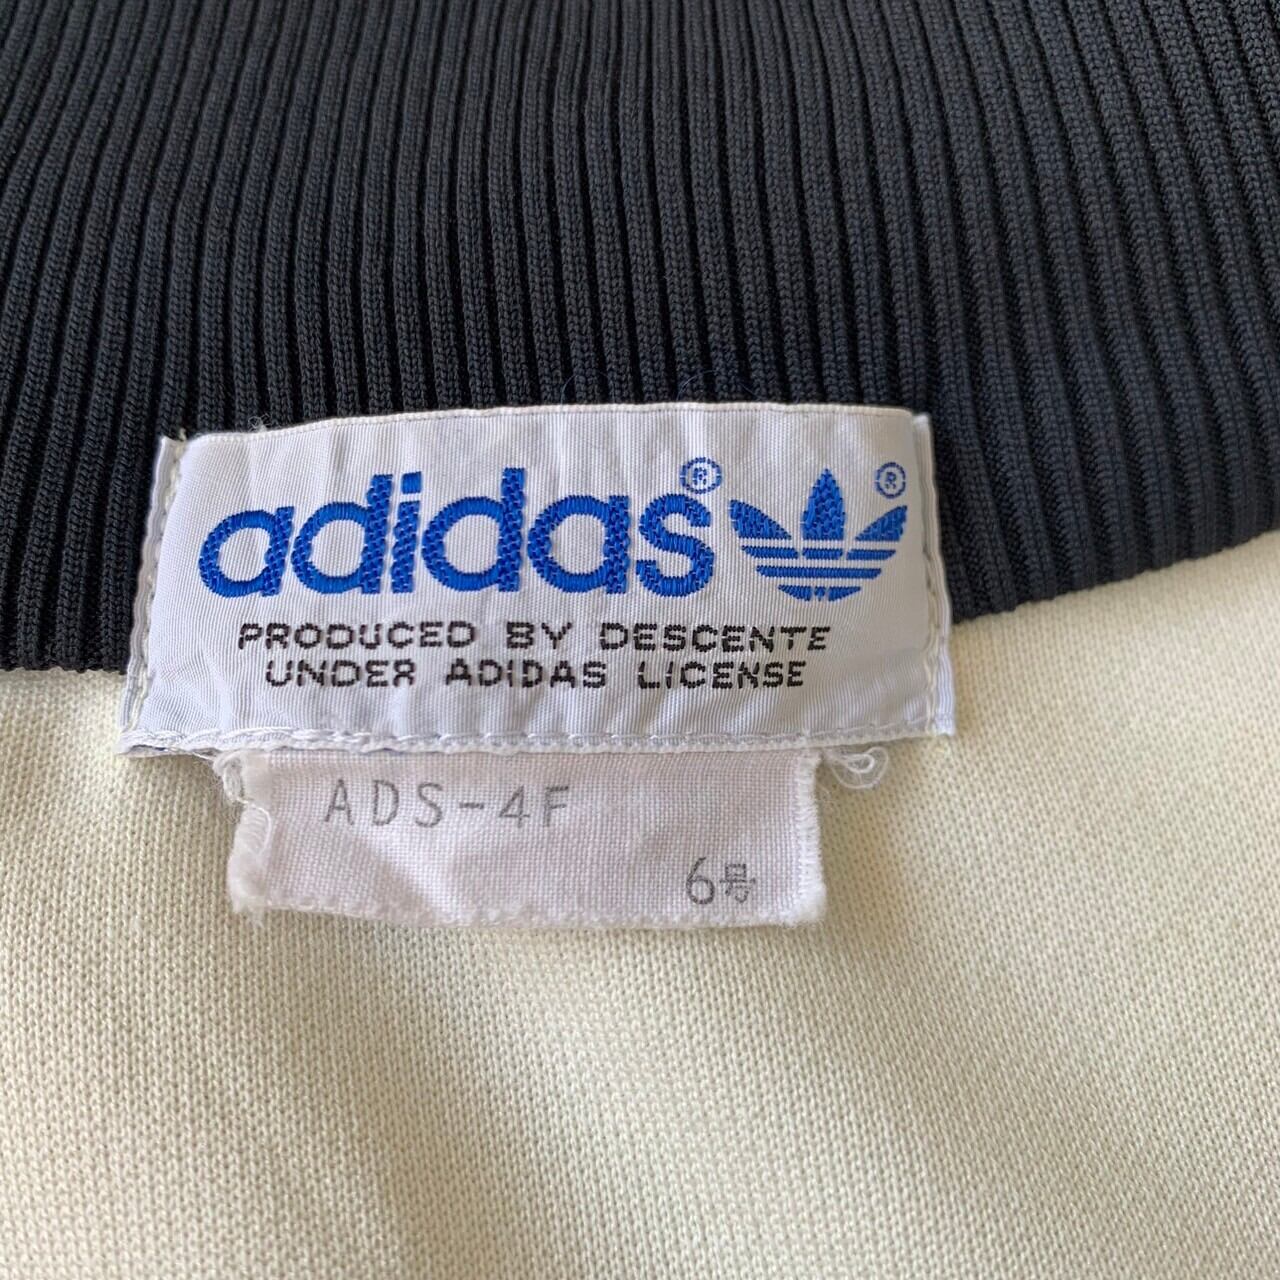 adidas® ®
PRODUCED BY DESCENTE
UNDER ADIDAS LICENSE
ADS-4F
6号